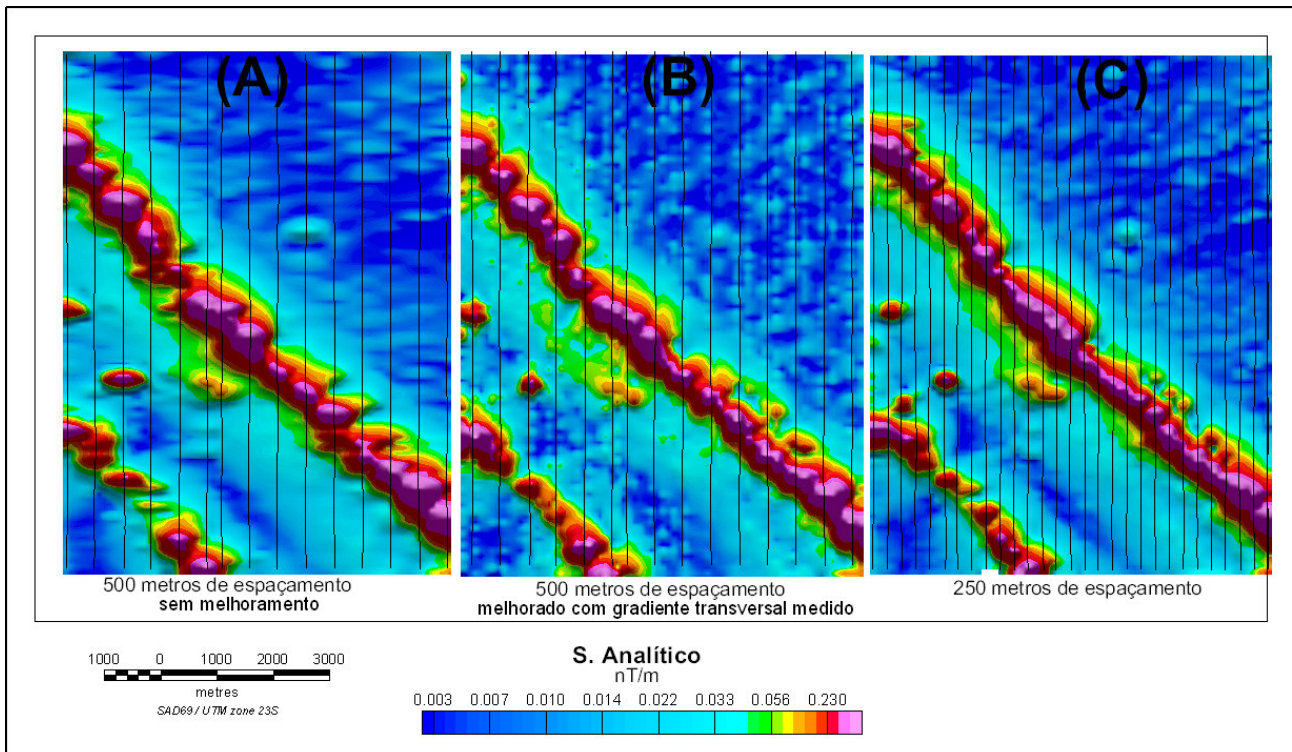 (A)
(B)
(C)
500 metros de espaçamento
sem melhoramento
500 metros de espaçamento
melhorado com gradiente transversal medido
250 metros de espaçamento
1000 0 1000 2000 3000
metres
SAD69 / UTM zone 23S
S. Analítico
nT/m
0.003 0.007 0.010 0.014 0.022 0.033 0.056 0.230